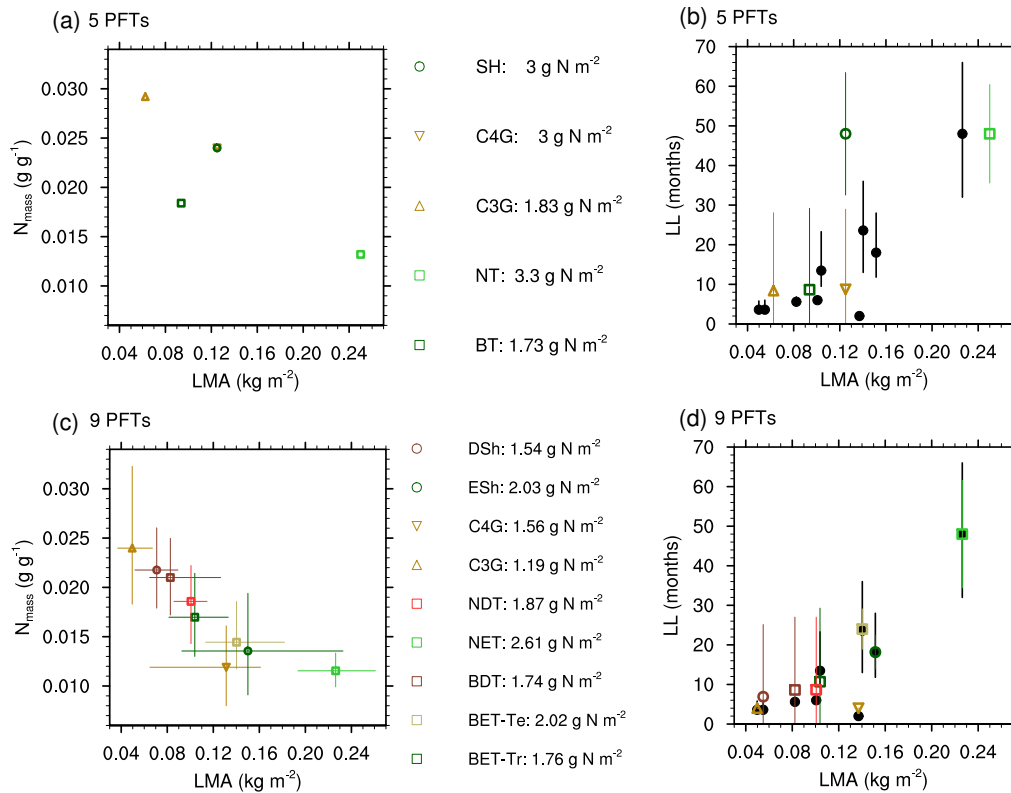 (a) 5 PFTs
0.030
0.025
0.020
0.015
0.010
N_mass (g g⁻¹)
0.04 0.08 0.12 0.16 0.20 0.24
LMA (kg m⁻²)
SH: 3 g N m⁻²
C4G: 3 g N m⁻²
C3G: 1.83 g N m⁻²
NT: 3.3 g N m⁻²
BT: 1.73 g N m⁻²
(b) 5 PFTs
70
60
50
40
30
20
10
0
LL (months)
0.04 0.08 0.12 0.16 0.20 0.24
LMA (kg m⁻²)
(c) 9 PFTs
0.030
0.025
0.020
0.015
0.010
N_mass (g g⁻¹)
0.04 0.08 0.12 0.16 0.20 0.24
LMA (kg m⁻²)
DSh: 1.54 g N m⁻²
ESh: 2.03 g N m⁻²
C4G: 1.56 g N m⁻²
C3G: 1.19 g N m⁻²
NDT: 1.87 g N m⁻²
NET: 2.61 g N m⁻²
BDT: 1.74 g N m⁻²
BET-Te: 2.02 g N m⁻²
BET-Tr: 1.76 g N m⁻²
(d) 9 PFTs
70
60
50
40
30
20
10
0
LL (months)
0.04 0.08 0.12 0.16 0.20 0.24
LMA (kg m⁻²)